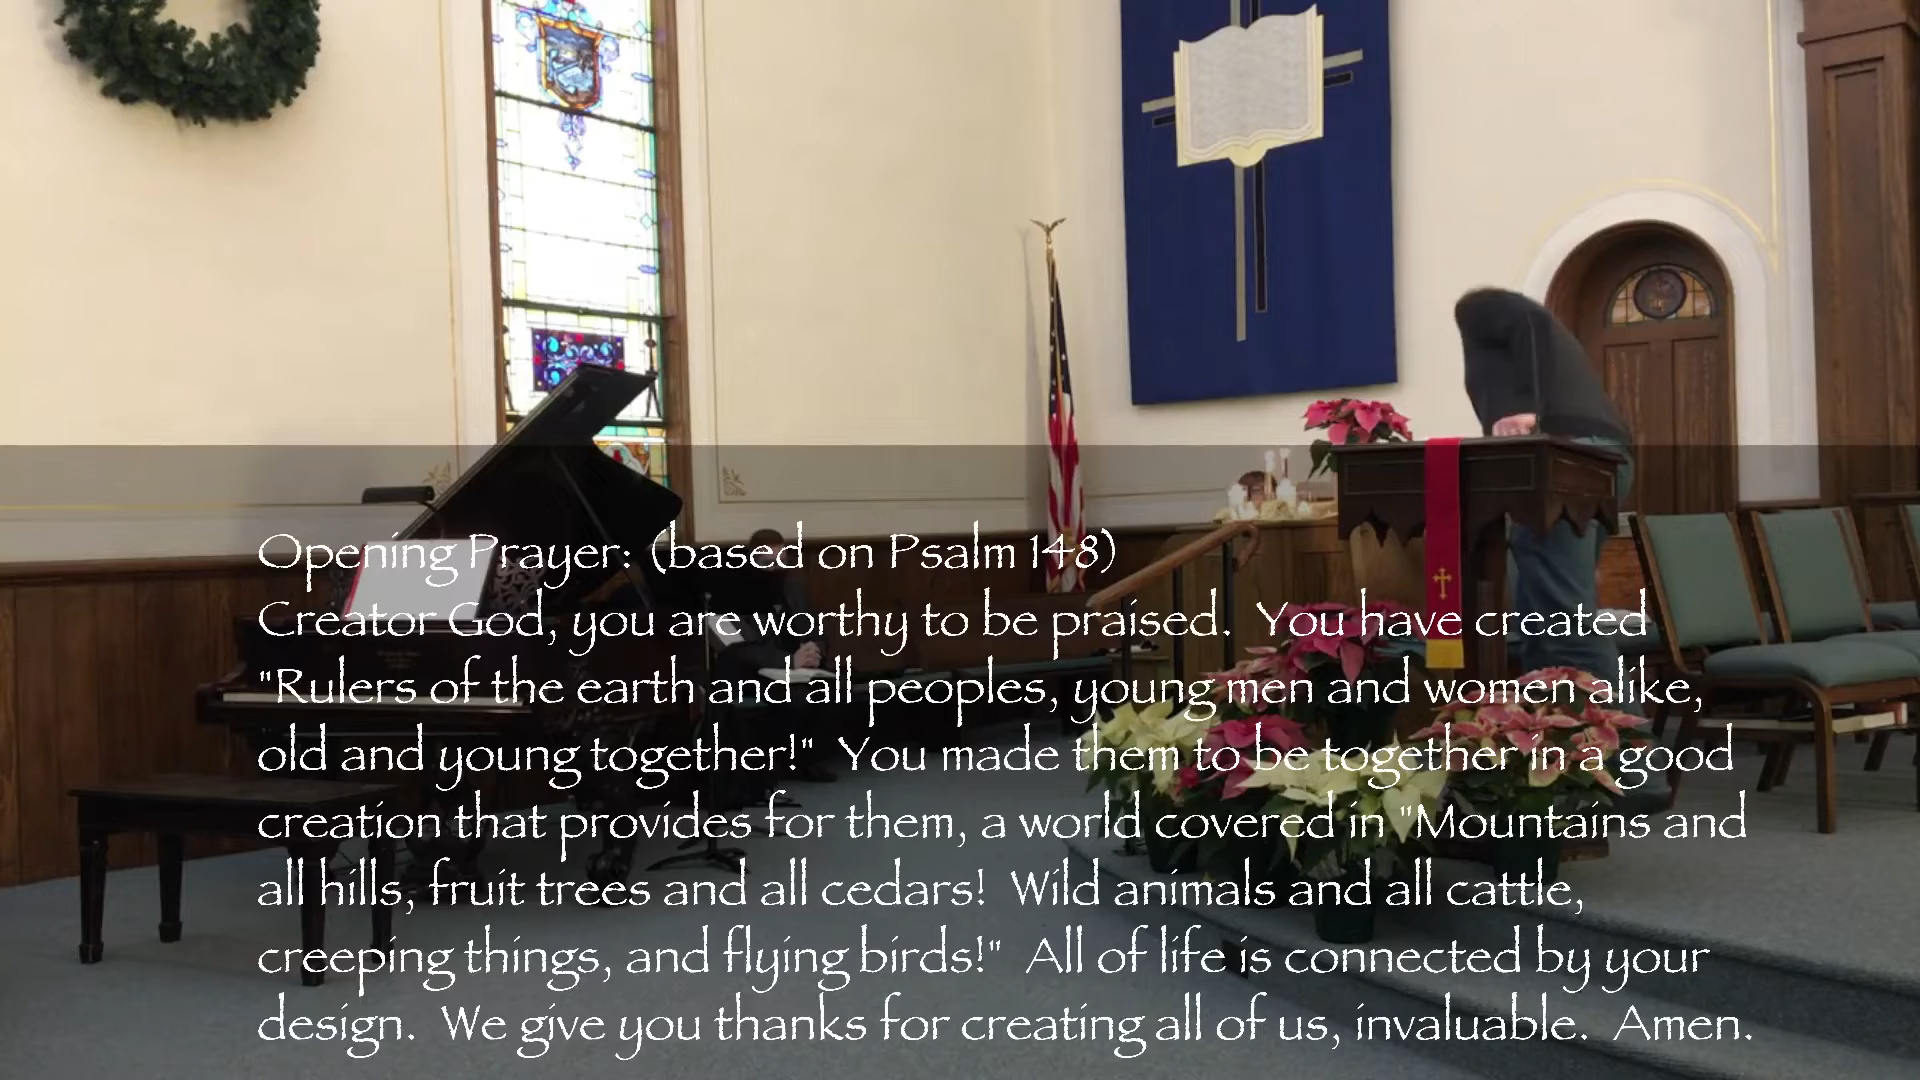 Opening Prayer: (based on Psalm 148)
Creator God, you are worthy to be praised.  You have created
"Rulers of the earth and all peoples, young men and women alike,
old and young together!"  You made them to be together in a good
creation that provides for them, a world covered in "Mountains and
all hills, fruit trees and all cedars!  Wild animals and all cattle,
creeping things, and flying birds!"  All of life is connected by your
design.  We give you thanks for creating all of us, invaluable.  Amen.